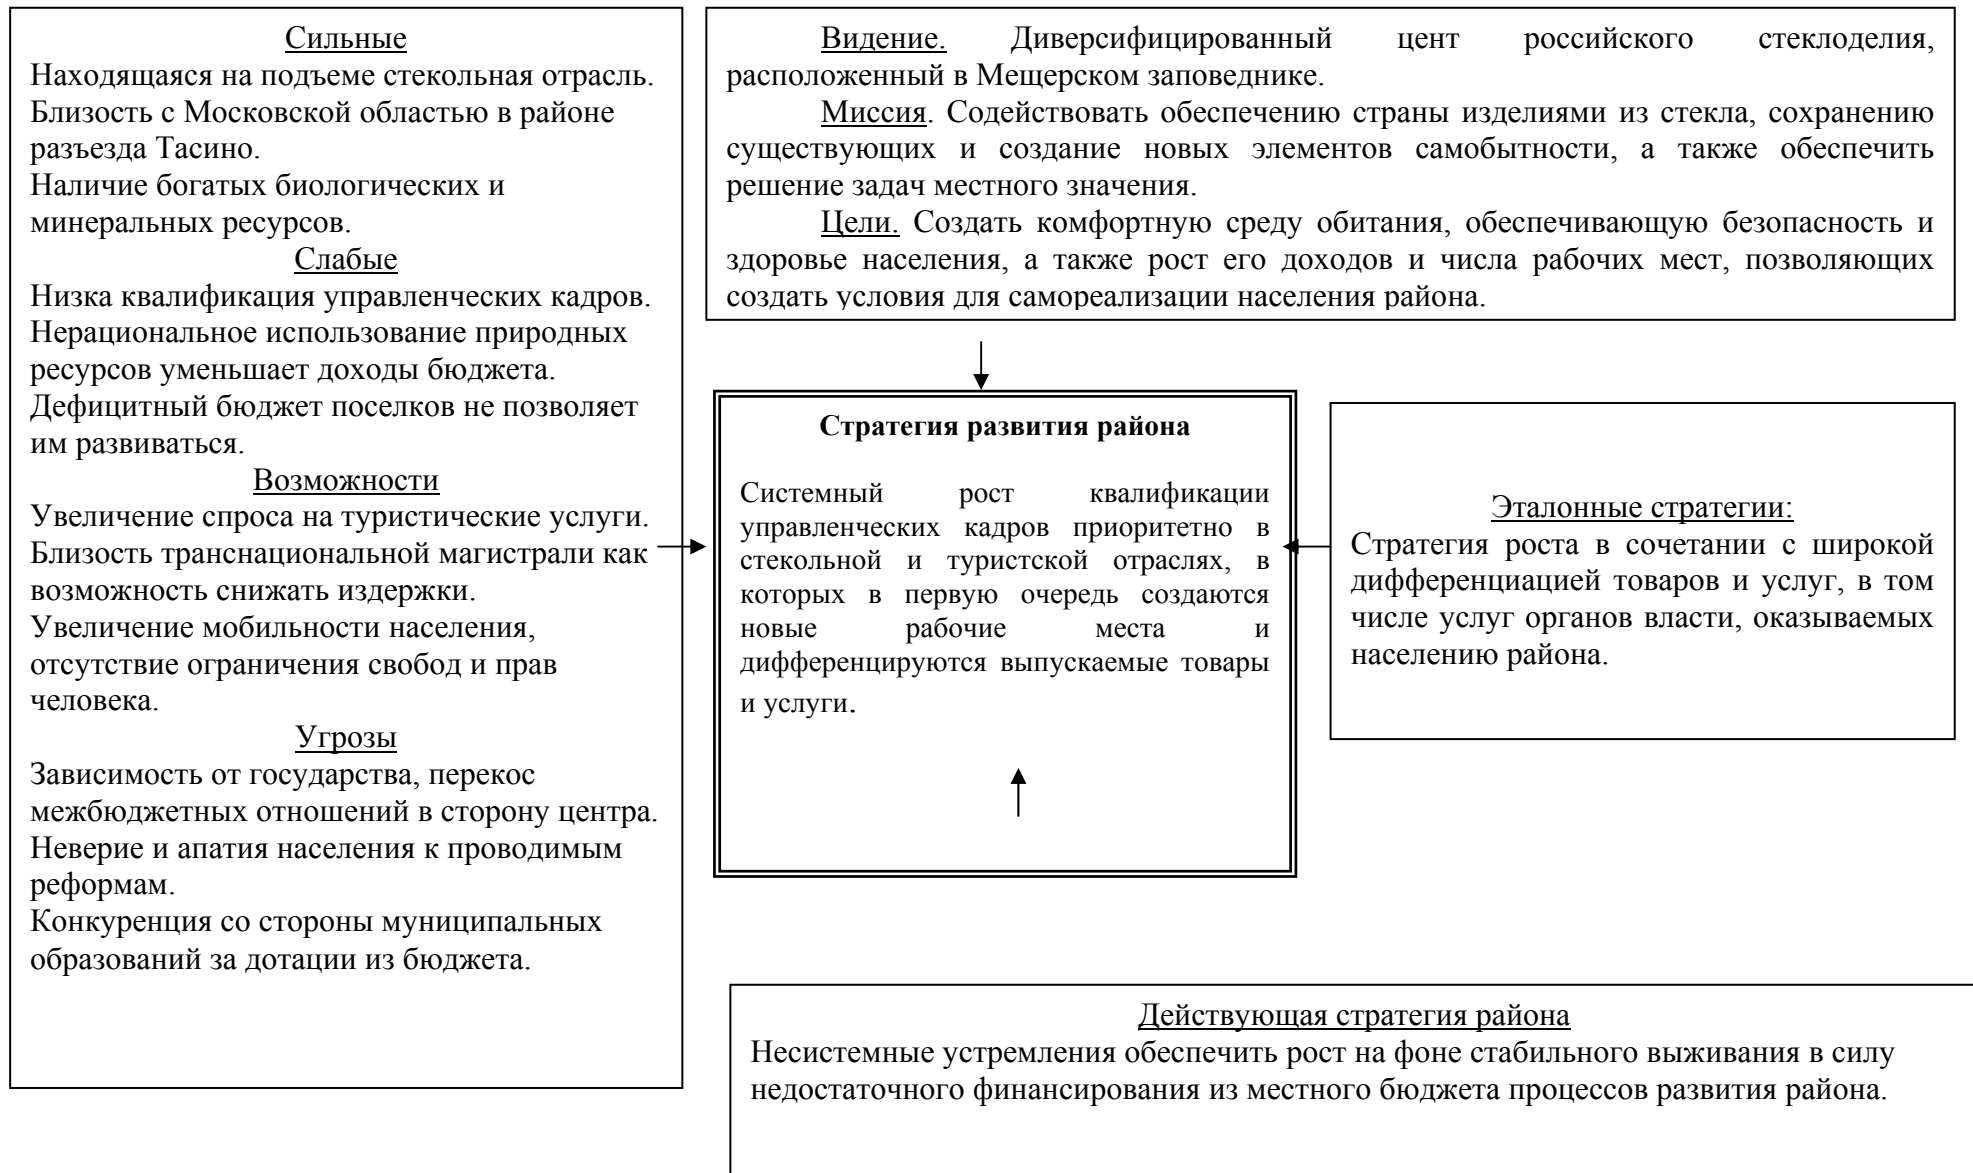 Сильные
Находящаяся на подъеме стекольная отрасль.
Близость с Московской областью в районе
разъезда Тасино.
Наличие богатых биологических и
минеральных ресурсов.
Слабые
Низка квалификация управленческих кадров.
Нерациональное использование природных
ресурсов уменьшает доходы бюджета.
Дефицитный бюджет поселков не позволяет
им развиваться.
Возможности
Увеличение спроса на туристические услуги.
Близость транснациональной магистрали как
возможность снижать издержки.
Увеличение мобильности населения,
отсутствие ограничения свобод и прав
человека.
Угрозы
Зависимость от государства, перекос
межбюджетных отношений в сторону центра.
Неверие и апатия населения к проводимым
реформам.
Конкуренция со стороны муниципальных
образований за дотации из бюджета.
Видение. Диверсифицированный цент российского стеклоделия,
расположенный в Мещерском заповеднике.
Миссия. Содействовать обеспечению страны изделиями из стекла, сохранению
существующих и создание новых элементов самобытности, а также обеспечить
решение задач местного значения.
Цели. Создать комфортную среду обитания, обеспечивающую безопасность и
здоровье населения, а также рост его доходов и числа рабочих мест, позволяющих
создать условия для самореализации населения района.
Стратегия развития района
Системный рост квалификации
управленческих кадров приоритетно в
стекольной и туристской отраслях, в
которых в первую очередь создаются
новые рабочие места и
дифференцируются выпускаемые товары
и услуги.
Эталонные стратегии:
Стратегия роста в сочетании с широкой
дифференциацией товаров и услуг, в том
числе услуг органов власти, оказываемых
населению района.
Действующая стратегия района
Несистемные устремления обеспечить рост на фоне стабильного выживания в силу
недостаточного финансирования из местного бюджета процессов развития района.